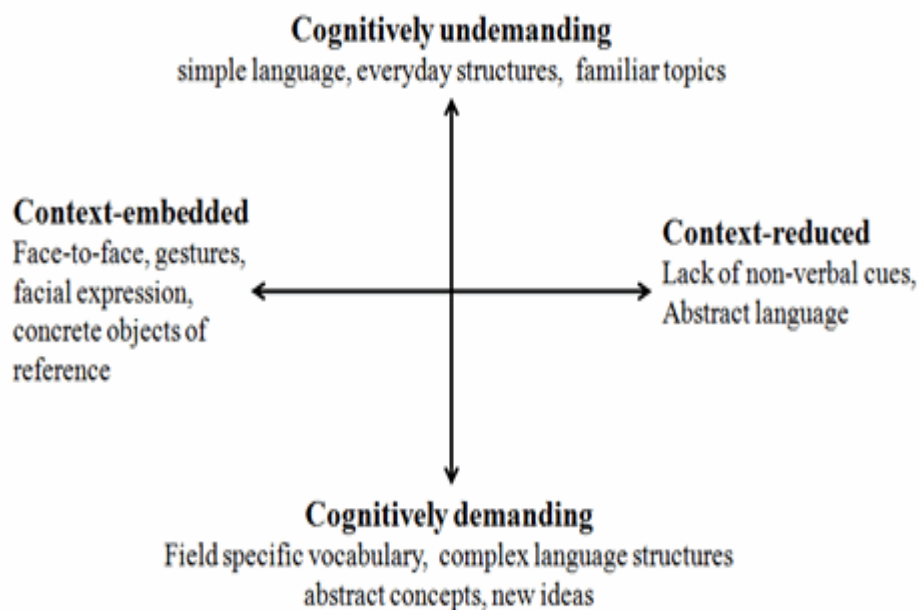 Cognitively undemanding
simple language, everyday structures, familiar topics
Context-embedded
Face-to-face, gestures,
facial expression,
concrete objects of
reference
Context-reduced
Lack of non-verbal cues,
Abstract language
Cognitively demanding
Field specific vocabulary, complex language structures
abstract concepts, new ideas